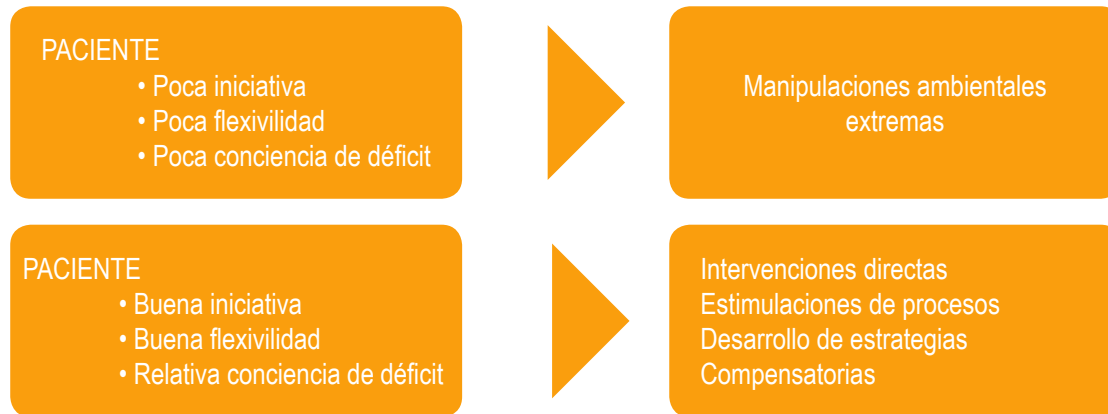 PACIENTE
• Poca iniciativa
• Poca flexivilidad
• Poca conciencia de déficit
Manipulaciones ambientales
extremas
PACIENTE
• Buena iniciativa
• Buena flexivilidad
• Relativa conciencia de déficit
Intervenciones directas
Estimulaciones de procesos
Desarrollo de estrategias
Compensatorias